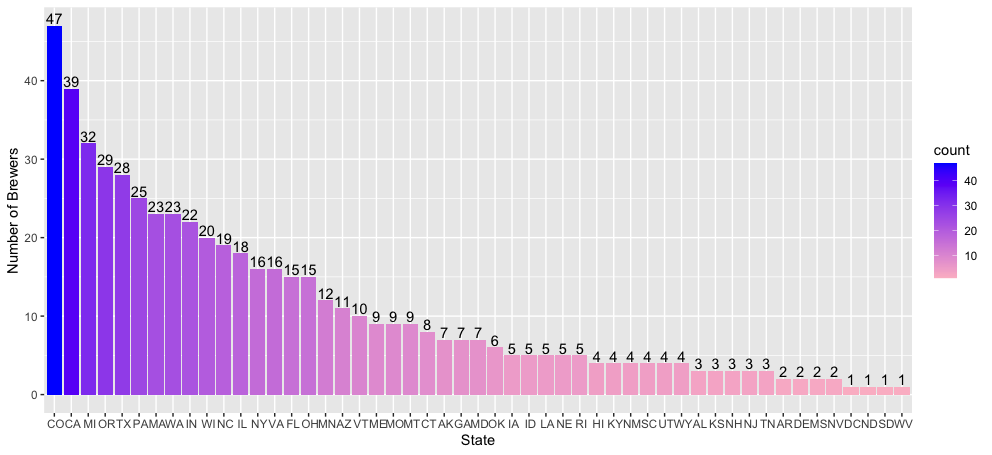 47
39
32
29
28
25
23 23
22
20
19
18
16 16
15 15
12
11
10
9 9 9
8
7 7 7
6
5 5 5 5 5
4 4 4 4 4 4
3 3 3 3 3
2 2 2 2
1 1 1 1
40
30
20
10
0
Number of Brewers
CO CA MI OR TX PA MA WA IN WI NC IL NY VA FL OH MN AZ VT ME MO MT CT AK GA MD OK IA ID LA NE RI HI KY NM SC UT WY AL KS NH NJ TN AR DE MS NV DC ND SD WV
State
count
40
30
20
10